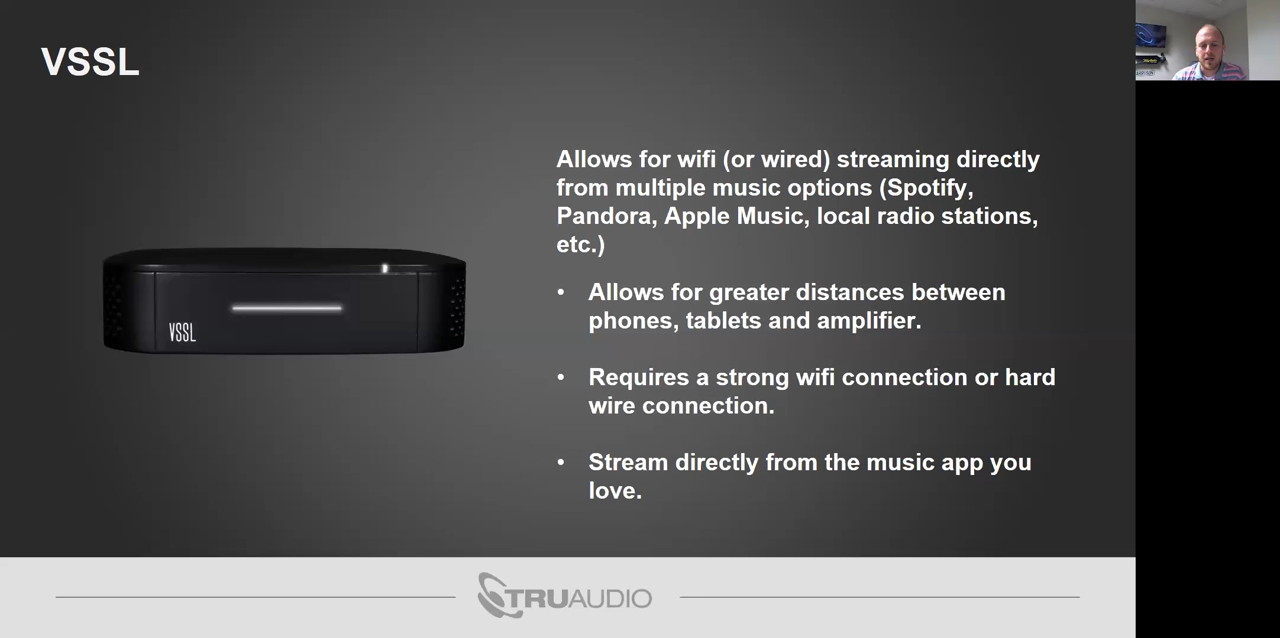 VSSL
Allows for wifi (or wired) streaming directly
from multiple music options (Spotify,
Pandora, Apple Music, local radio stations,
etc.)
• Allows for greater distances between
phones, tablets and amplifier.
• Requires a strong wifi connection or hard
wire connection.
• Stream directly from the music app you
love.
VSSL
TRUAUDIO